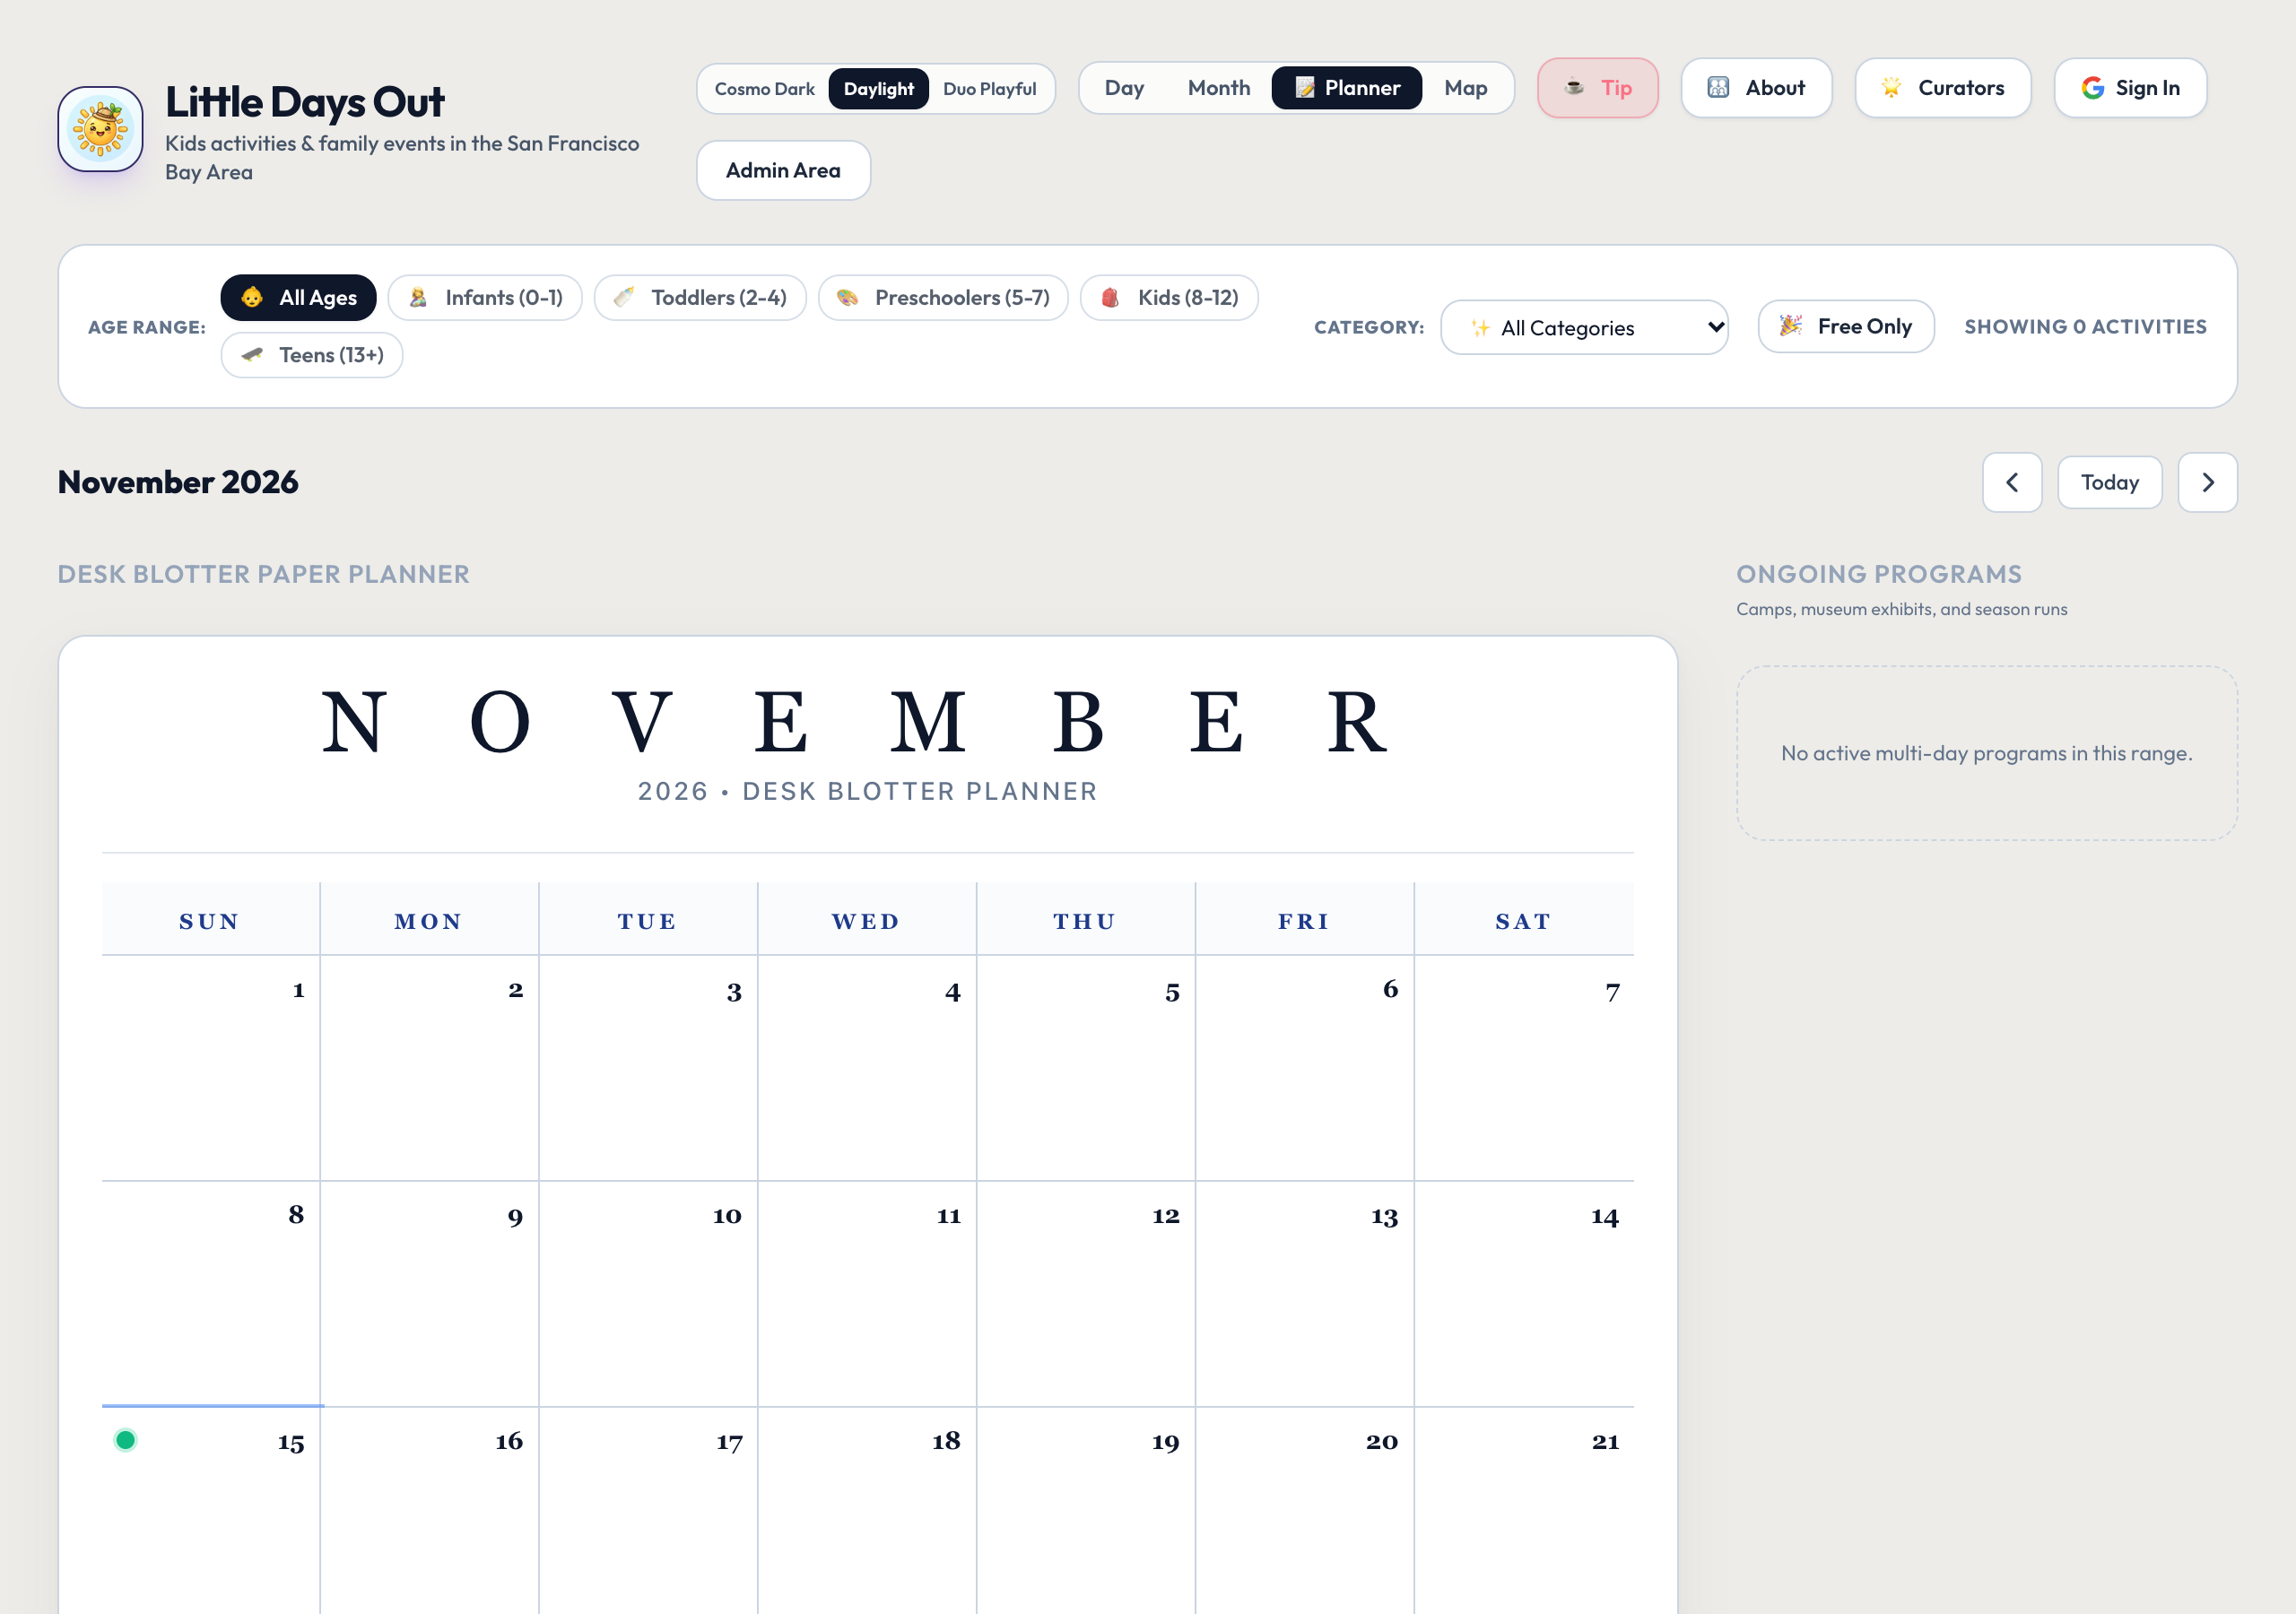 Little Days Out
Kids activities & family events in the San Francisco
Bay Area
Cosmo Dark Daylight Duo Playful
Day Month Planner Map
Tip
About
Curators
Sign In
Admin Area
AGE RANGE:
All Ages Infants (0-1) Toddlers (2-4) Preschoolers (5-7) Kids (8-12)
Teens (13+)
CATEGORY:
All Categories
Free Only
SHOWING 0 ACTIVITIES
November 2026
Today
DESK BLOTTER PAPER PLANNER
NOVEMBER
2026 • DESK BLOTTER PLANNER
SUN MON TUE WED THU FRI SAT
1 2 3 4 5 6 7
8 9 10 11 12 13 14
15 16 17 18 19 20 21
ONGOING PROGRAMS
Camps, museum exhibits, and season runs
No active multi-day programs in this range.